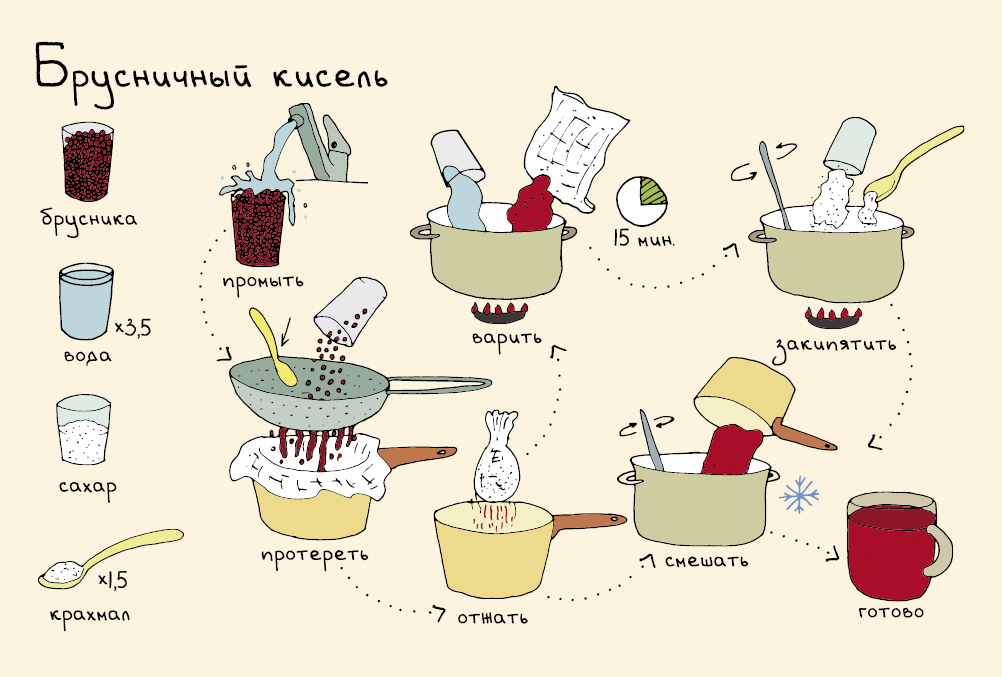 Брусничный кисель
брусника
вода
x3,5
сахар
крахмал
x1,5
промыть
протереть
отжать
варить
15 мин.
закипятить
смешать
готово